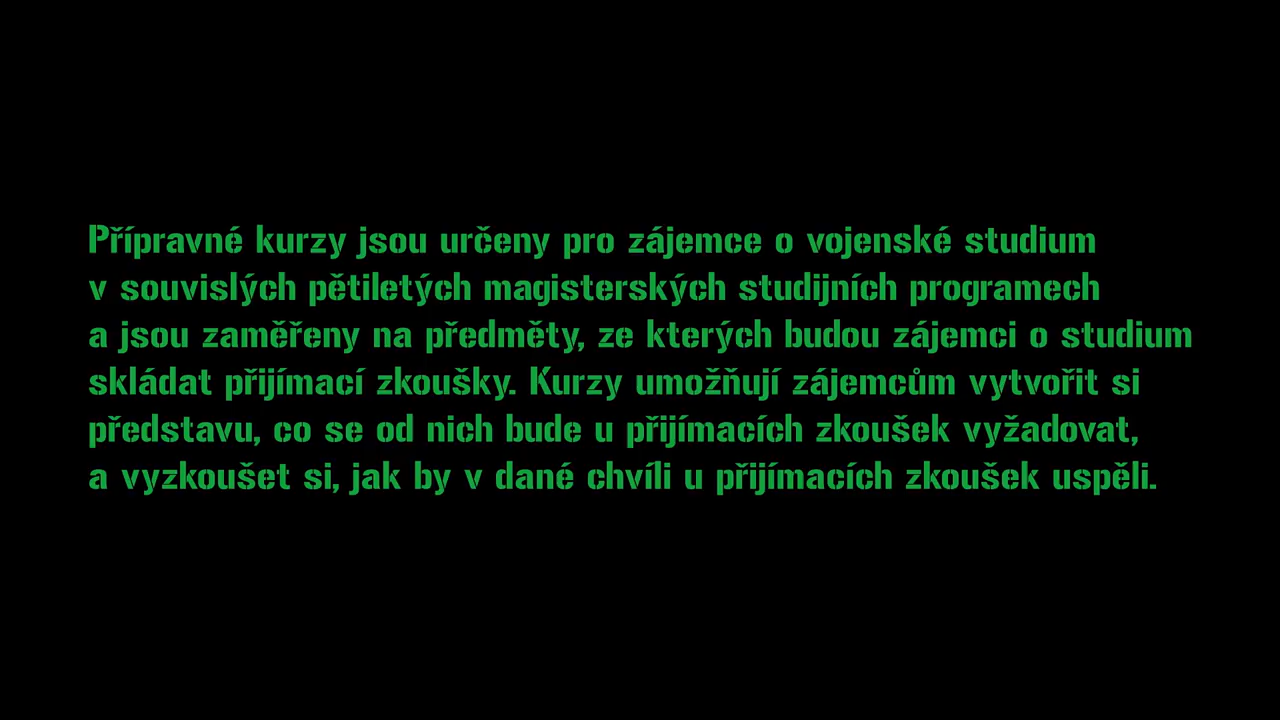 Přípravné kurzy jsou určeny pro zájemce o vojenské studium
v souvislých pětiletých magisterských studijních programech
a jsou zaměřeny na předměty, ze kterých budou zájemci o studium
skládat přijímací zkoušky. Kurzy umožňují zájemcům vytvořit si
představu, co se od nich bude u přijímacích zkoušek vyžadovat,
a vyzkoušet si, jak by v dané chvíli u přijímacích zkoušek uspěli.